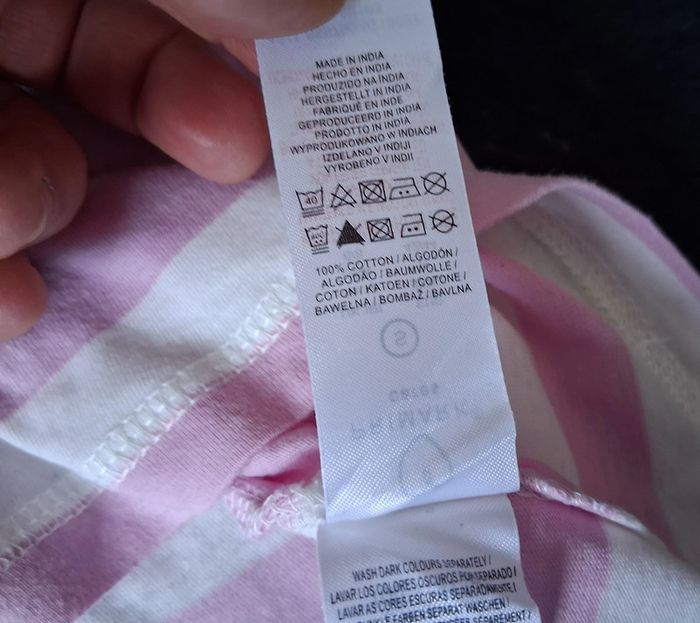 MADE IN INDIA
HECHO EN INDIA
PRODUZIDO NA ÍNDIA
HERGESTELLT IN INDIA
FABRIQUÉ EN INDE
GEPRODUCEERD IN INDIA
PRODOTTO IN INDIA
WYPRODUKOWANO W INDIACH
IZDELANO V INDIJI
VYROBENO V INDII
40
40C
100% COTTON / ALGODÓN /
ALGODÃO / BAUMWOLLE /
COTON / KATOEN / COTONE /
BAWEŁNA / BOMBAŽ / BAVLNA
S
PRIMARK
WASH DARK COLOURS SEPARATELY /
LAVAR LOS COLORES OSCUROS POR SEPARADO /
LAVAR AS CORES ESCURAS SEPARADAMENTE /
DUNKLE FARBEN SEPARAT WASCHEN /